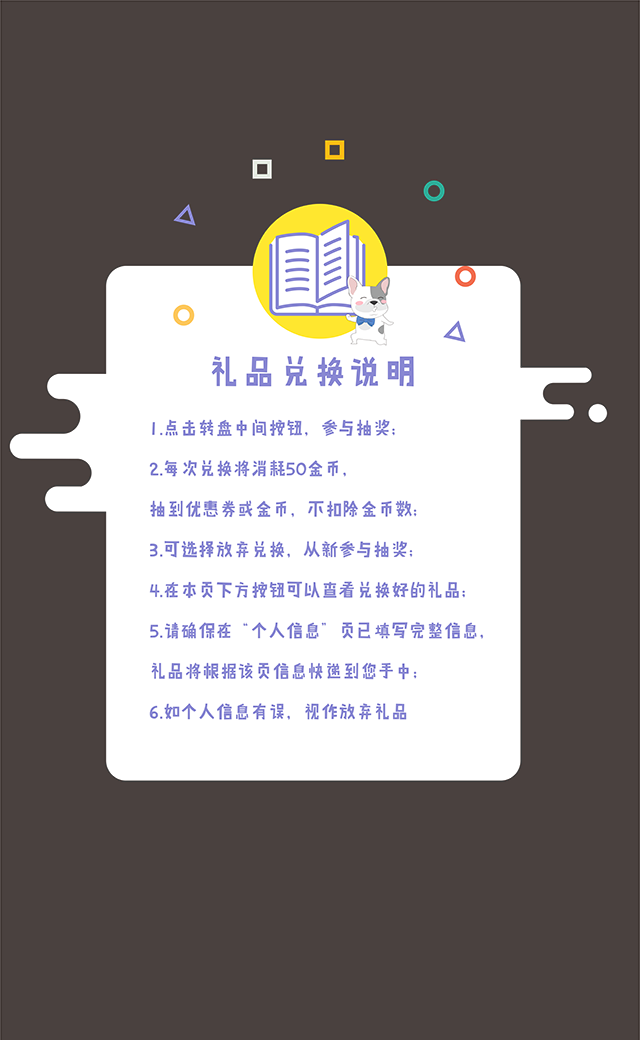 礼品兑换说明
1.点击转盘中间按钮，参与抽奖；
2.每次兑换将消耗50金币，
抽到优惠券或金币，不扣除金币数；
3.可选择放弃兑换，从新参与抽奖；
4.在本页下方按钮可以查看兑换好的礼品；
5.请确保在“个人信息”页已填写完整信息，
礼品将根据该页信息快递到您手中；
6.如个人信息有误，视作放弃礼品